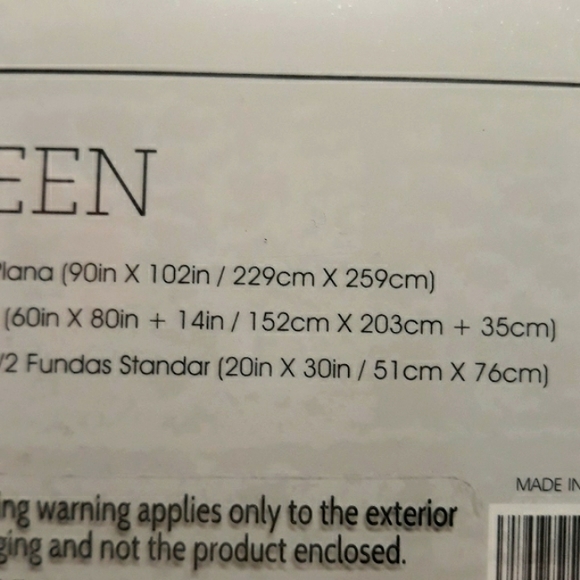 EEN
Plana (90in X 102in / 229cm X 259cm)
(60in X 80in + 14in / 152cm X 203cm + 35cm)
/2 Fundas Standar (20in X 30in / 51cm X 76cm)
MADE IN
ing warning applies only to the exterior
ging and not the product enclosed.